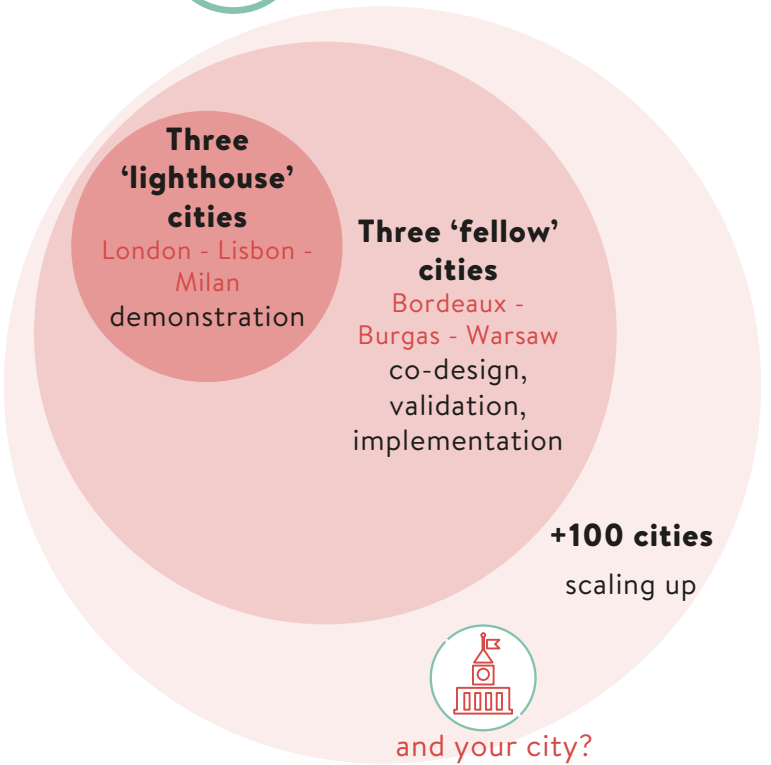 Three
‘lighthouse’
cities
London - Lisbon -
Milan
demonstration
Three ‘fellow’
cities
Bordeaux -
Burgas - Warsaw
co-design,
validation,
implementation
+100 cities
scaling up
and your city?